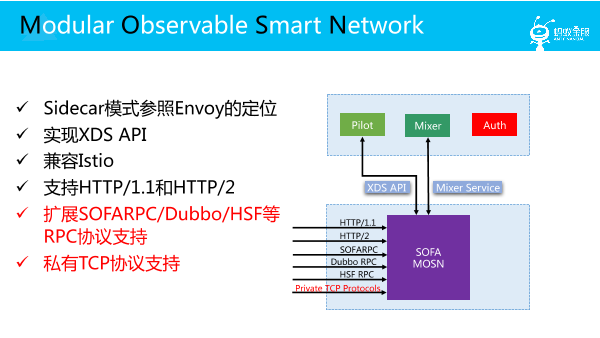 Modular Observable Smart Network
蚂蚁金服
ANT FINANCIAL
✓ Sidecar模式参照Envoy的定位
✓ 实现XDS API
✓ 兼容Istio
✓ 支持HTTP/1.1和HTTP/2
✓ 扩展SOFARPC/Dubbo/HSF等
RPC协议支持
✓ 私有TCP协议支持
Pilot
Mixer
Auth
XDS API
Mixer Service
HTTP/1.1
HTTP/2
SOFARPC
Dubbo RPC
HSF RPC
Private TCP Protocols
SOFA
MOSN